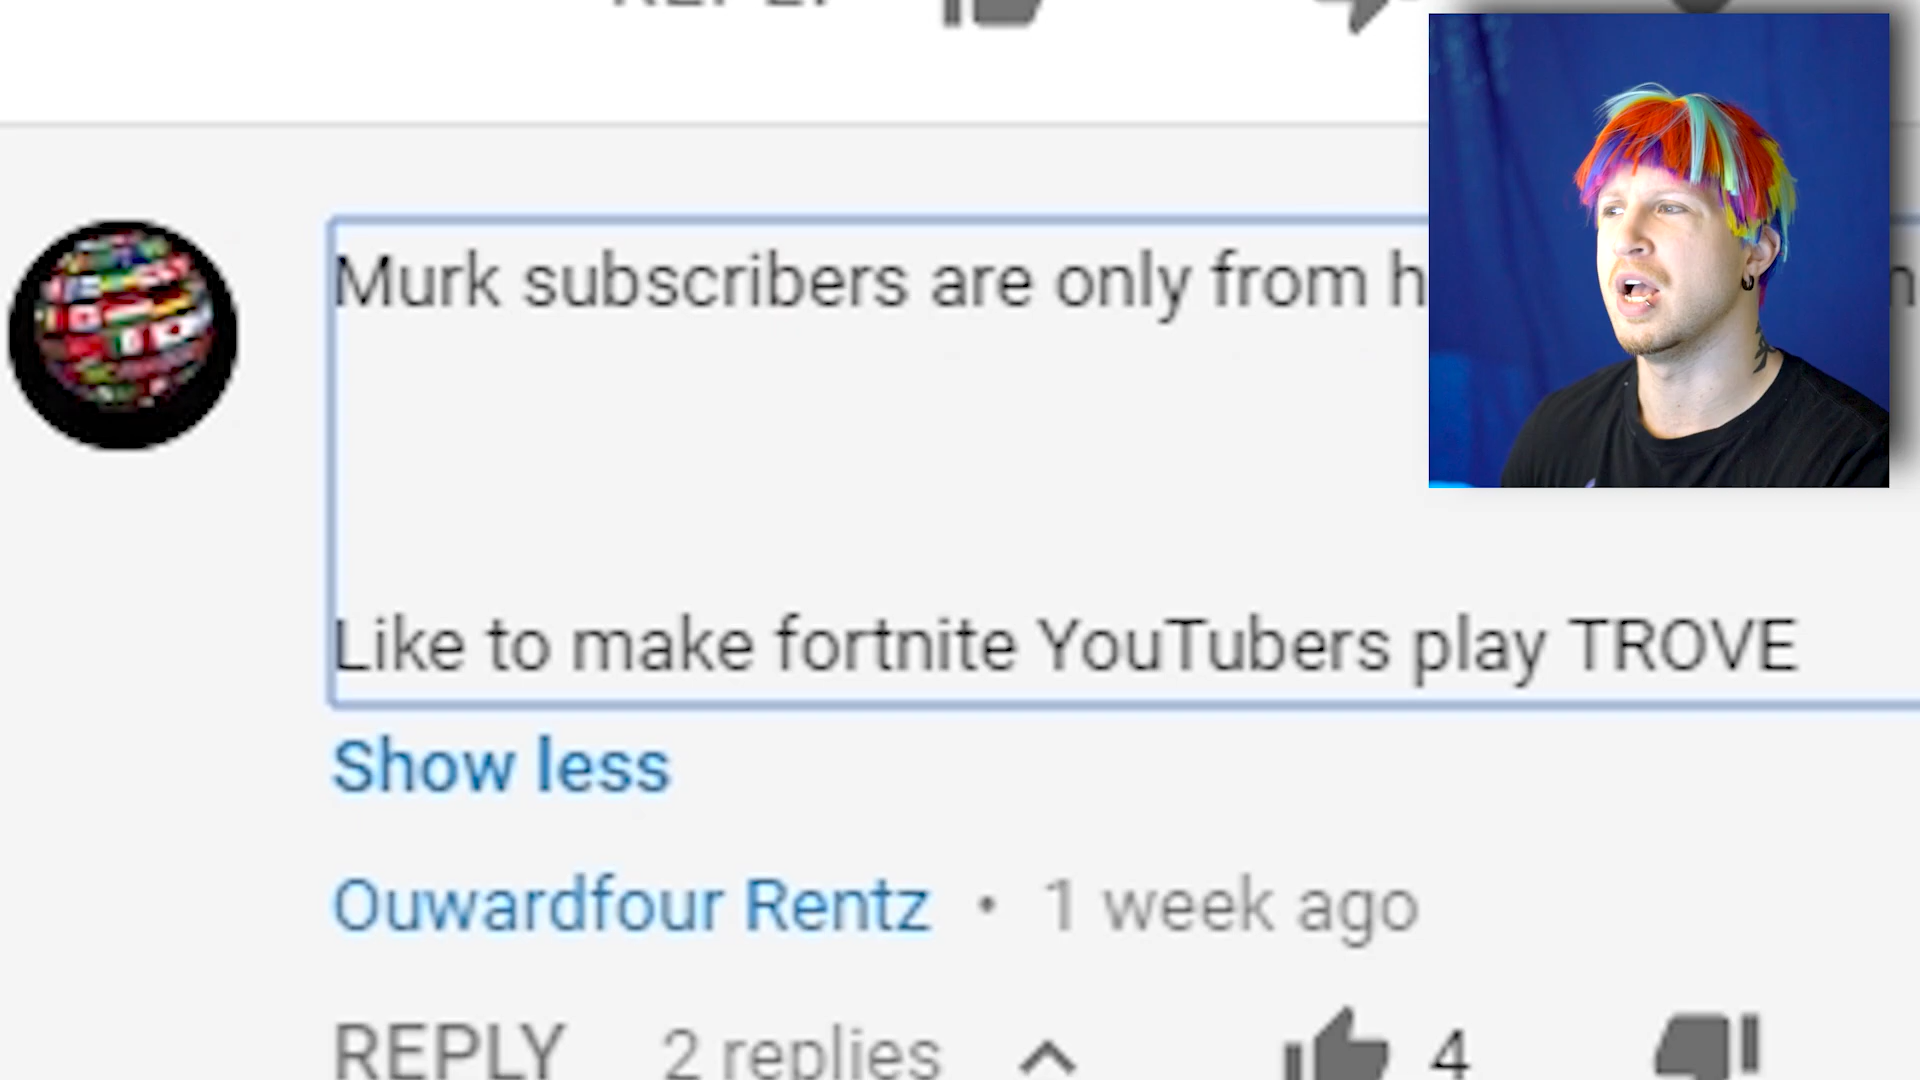 REPLY
Murk subscribers are only from
Like to make fortnite YouTubers play TROVE
Show less
Ouwardfour Rentz • 1 week ago
REPLY 2 replies 4